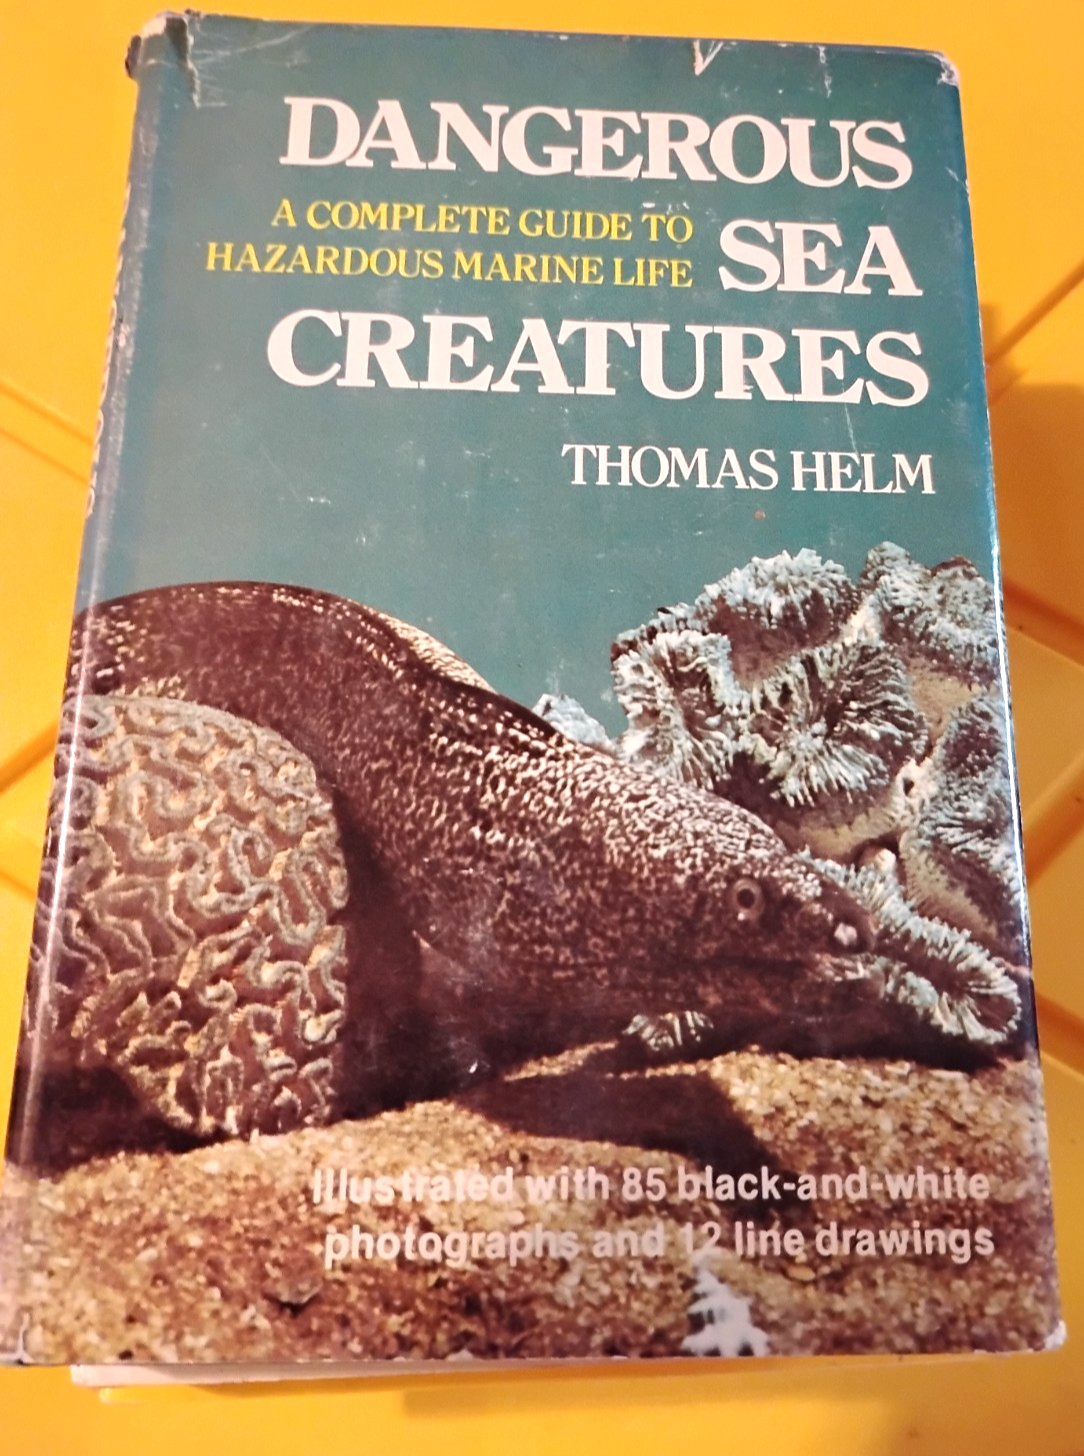 DANGEROUS
A COMPLETE GUIDE TO
HAZARDOUS MARINE LIFE
SEA
CREATURES
THOMAS HELM
Illustrated with 85 black-and-white
photographs and 12 line drawings